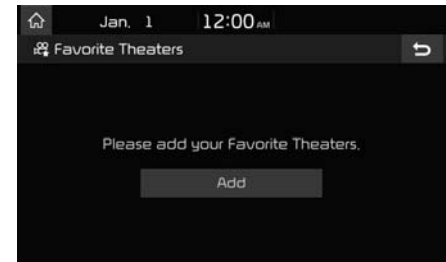 Jan. 1 12:00 AM
Favorite Theaters
Please add your Favorite Theaters.
Add